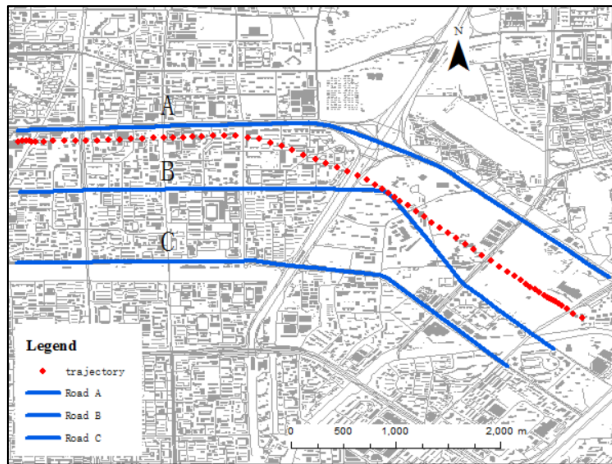 N
A
B
C
Legend
trajectory
Road A
Road B
Road C
0 500 1,000 2,000 m